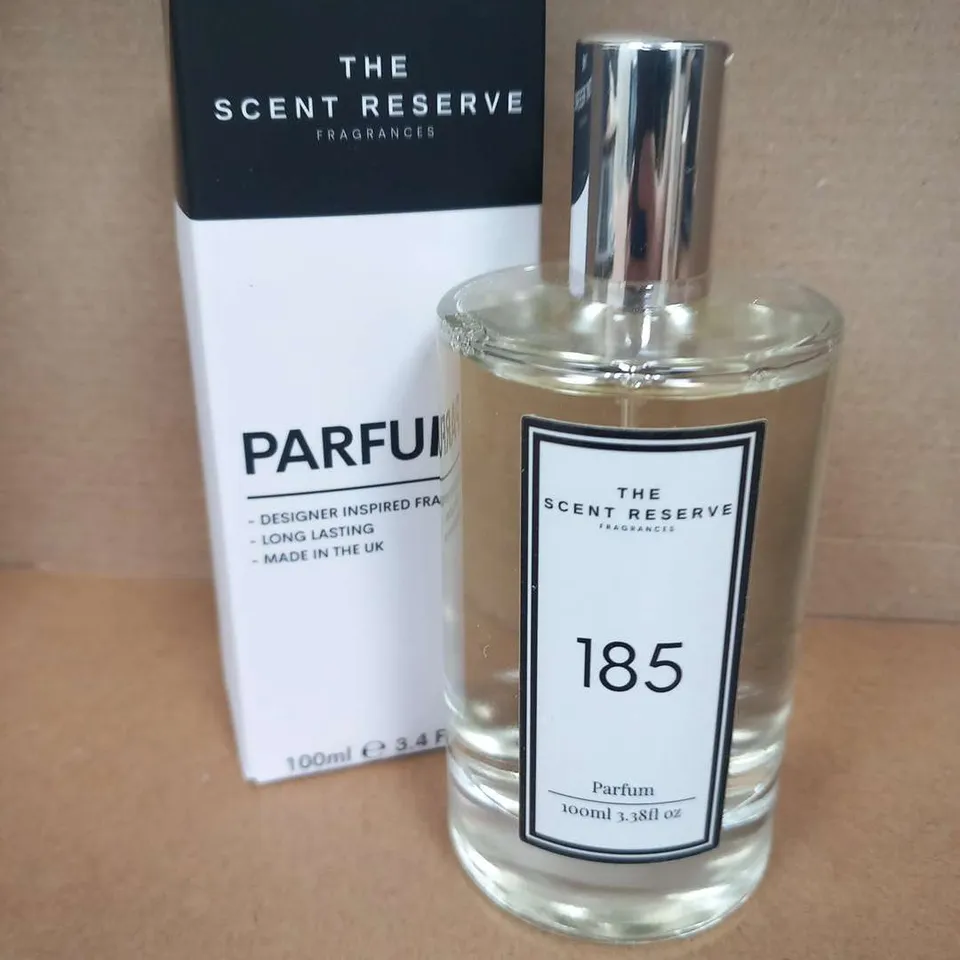 THE
SCENT RESERVE
FRAGRANCES
PARFU
- DESIGNER INSPIRED FRA
- LONG LASTING
- MADE IN THE UK
100ml ℮ 3.4 F
THE
SCENT RESERVE
FRAGRANCES
185
Parfum
100ml 3.38fl oz